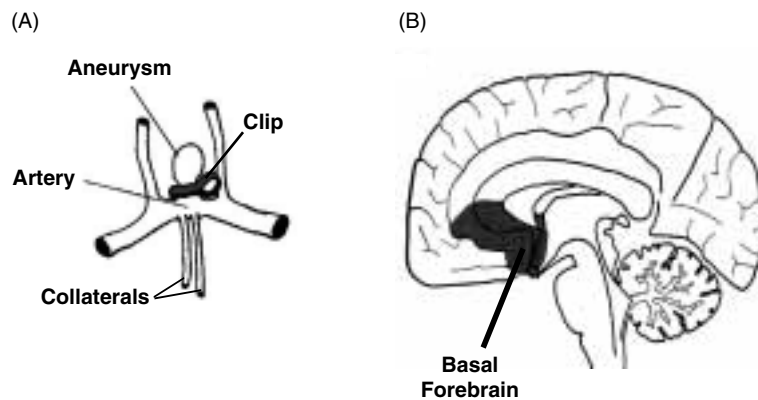 (A)
Aneurysm
Clip
Artery
Collaterals
(B)
Basal
Forebrain